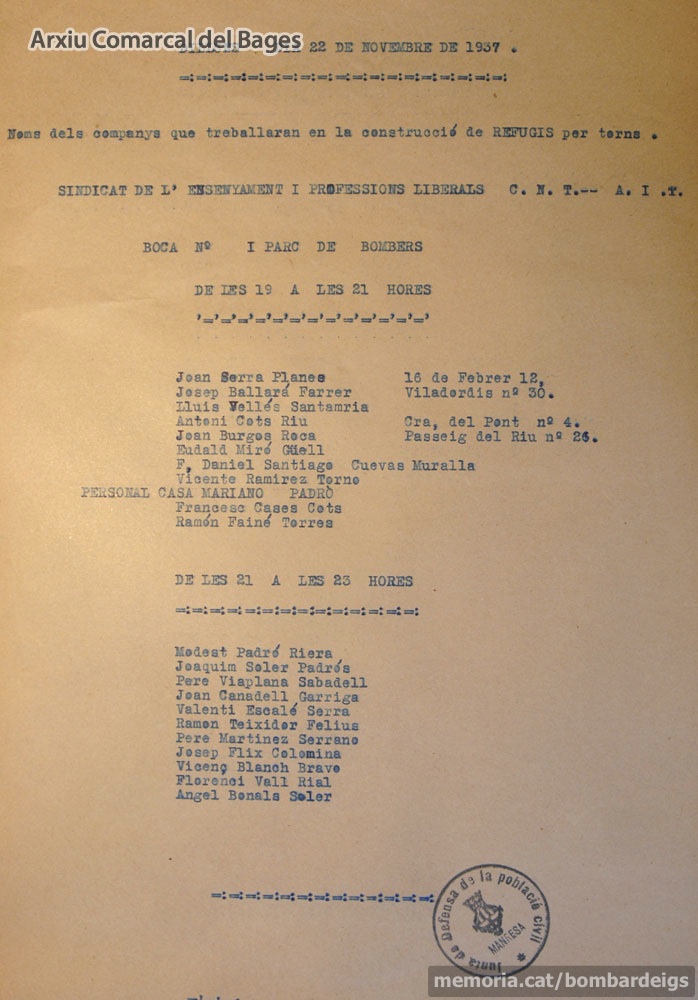 Arxiu Comarcal del Bages
22 DE NOVEMBRE DE 1937 .
=:=:=:=:=:=:=:=:=:=:=:=:=:=:=:=:=:=:=:
Noms dels companys que treballaran en la construcció de REFUGIS per torns .
SINDICAT DE L' ENSENYAMENT I PROFESSIONS LIBERALS C. N. T.-- A. I .T.
BOCA Nº I PARC DE BOMBERS
DE LES 19 A LES 21 HORES
'=’=’=’=’=’=’=’=’=’=’=’=’=’
Joan Serra Planes 16 de Febrer 12,
Josep Ballará Farrer Viladordis nº 30.
Lluis Vellés Santamria
Antoni Cots Riu Cra, del Pont nº 4.
Joan Burgos Roca Passeig del Riu nº 26.
Eudald Miró Güell
F, Daniel Santiago Cuevas Muralla
Vicente Ramirez Torno
PERSONAL CASA MARIANO PADRÒ
Francesc Cases Cots
Ramón Fainé Torres
DE LES 21 A LES 23 HORES
=:=:=:=:=:=:=:=:=:=:=:=:=:=:
Modest Padró Riera
Joaquim Soler Padrós
Pere Viaplana Sabadell
Joan Canadell Garriga
Valenti Escalé Serra
Ramon Teixidor Felius
Pere Martinez Serrano
Josep Flix Colomina
Vicenç Blanch Bravo
Florenci Vall Rial
Angel Bonals Soler
=:=:=:=:=:=:=:=:=:=:=:=:=:
Junta de Defensa de la població civil
MANRESA
memoria.cat/bombardeigs